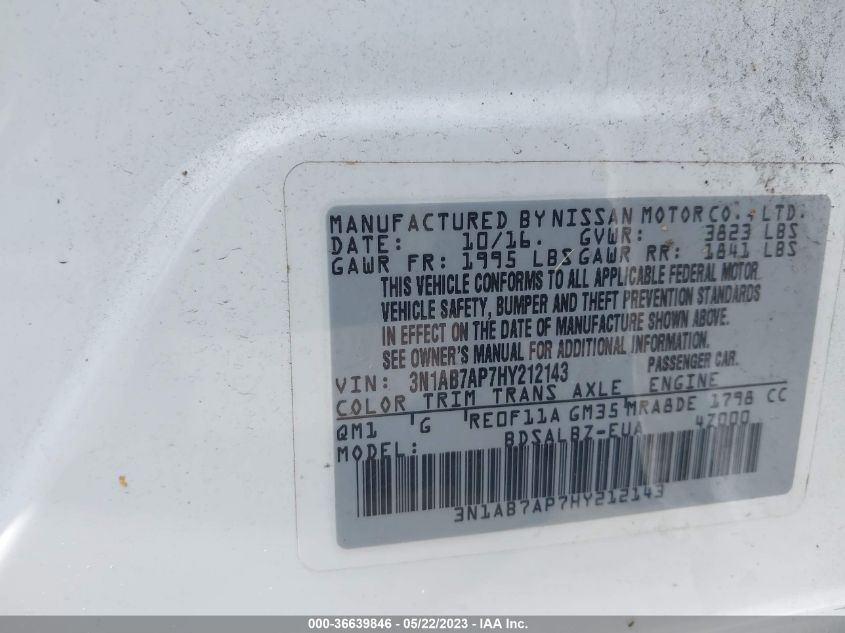 MANUFACTURED BY NISSAN MOTOR CO., LTD.
DATE: 10/16. GVWR: 3823 LBS
GAWR FR: 1995 LBS GAWR RR: 1841 LBS
THIS VEHICLE CONFORMS TO ALL APPLICABLE FEDERAL MOTOR
VEHICLE SAFETY, BUMPER AND THEFT PREVENTION STANDARDS
IN EFFECT ON THE DATE OF MANUFACTURE SHOWN ABOVE.
SEE OWNER'S MANUAL FOR ADDITIONAL INFORMATION.
VIN: 3N1AB7AP7HY212143 PASSENGER CAR.
COLOR TRIM TRANS AXLE ENGINE
QM1 G RE0F11A GM35 MRA8DE 1798 CC
MODEL: BDSALBZ-EUA 4Z000
3N1AB7AP7HY212143
000-36639846 - 05/22/2023 - IAA Inc.